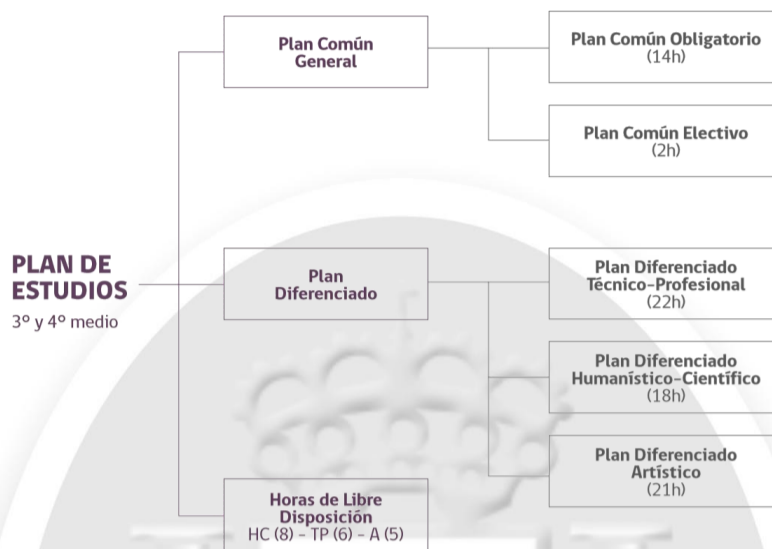 PLAN DE
ESTUDIOS
3º y 4º medio
Plan Común
General
Plan Común Obligatorio
(14h)
Plan Común Electivo
(2h)
Plan
Diferenciado
Plan Diferenciado
Técnico-Profesional
(22h)
Plan Diferenciado
Humanístico-Científico
(18h)
Plan Diferenciado
Artístico
(21h)
Horas de Libre
Disposición
HC (8) - TP (6) - A (5)